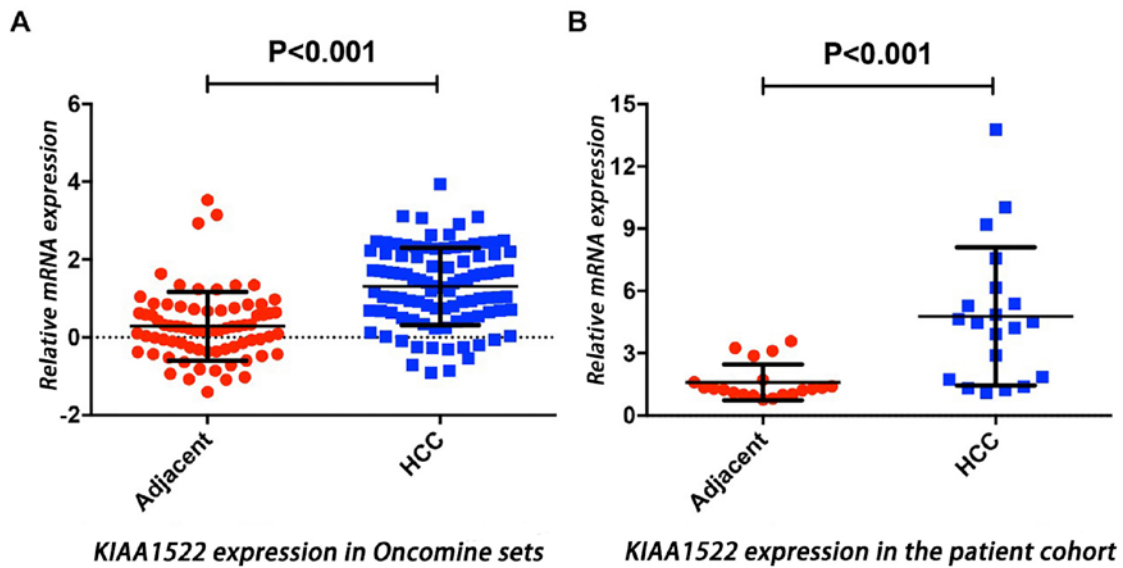 A
P<0.001
Relative mRNA expression
6
4
2
0
-2
Adjacent
HCC
KIAA1522 expression in Oncomine sets
B
P<0.001
Relative mRNA expression
15
12
9
6
3
0
Adjacent
HCC
KIAA1522 expression in the patient cohort